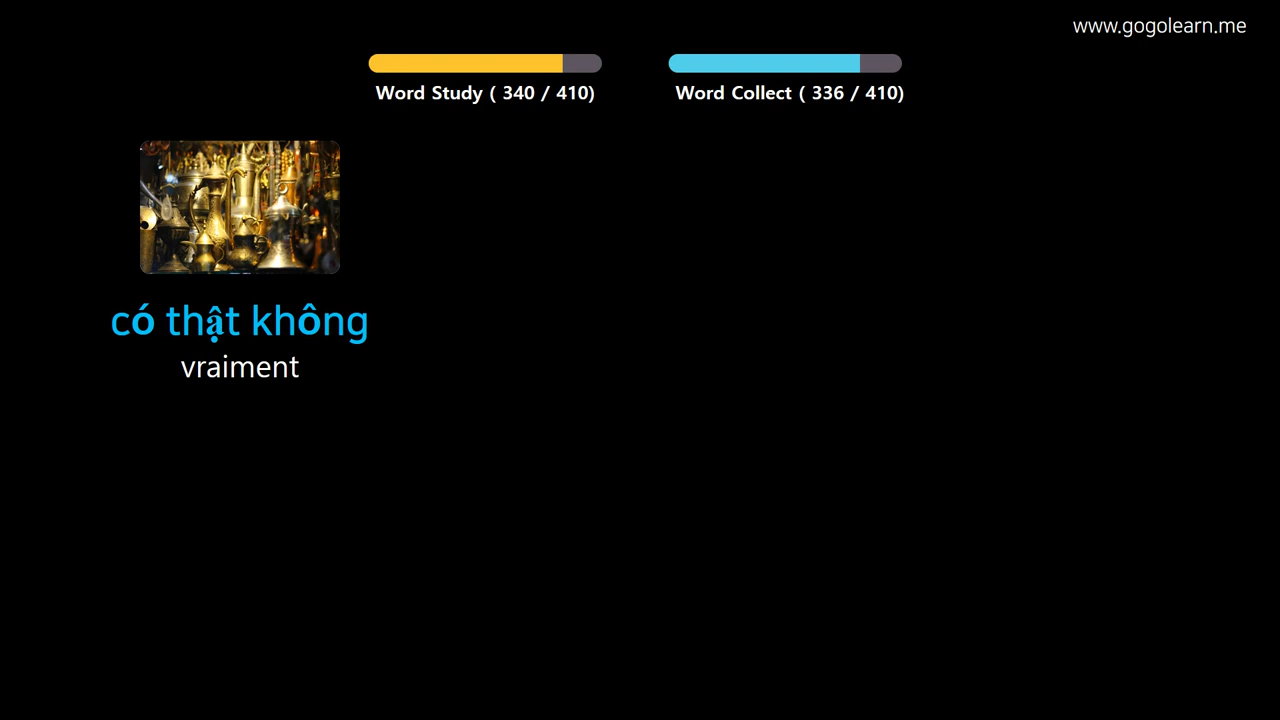 www.gogolearn.me
Word Study ( 340 / 410)
Word Collect ( 336 / 410)
có thật không
vraiment